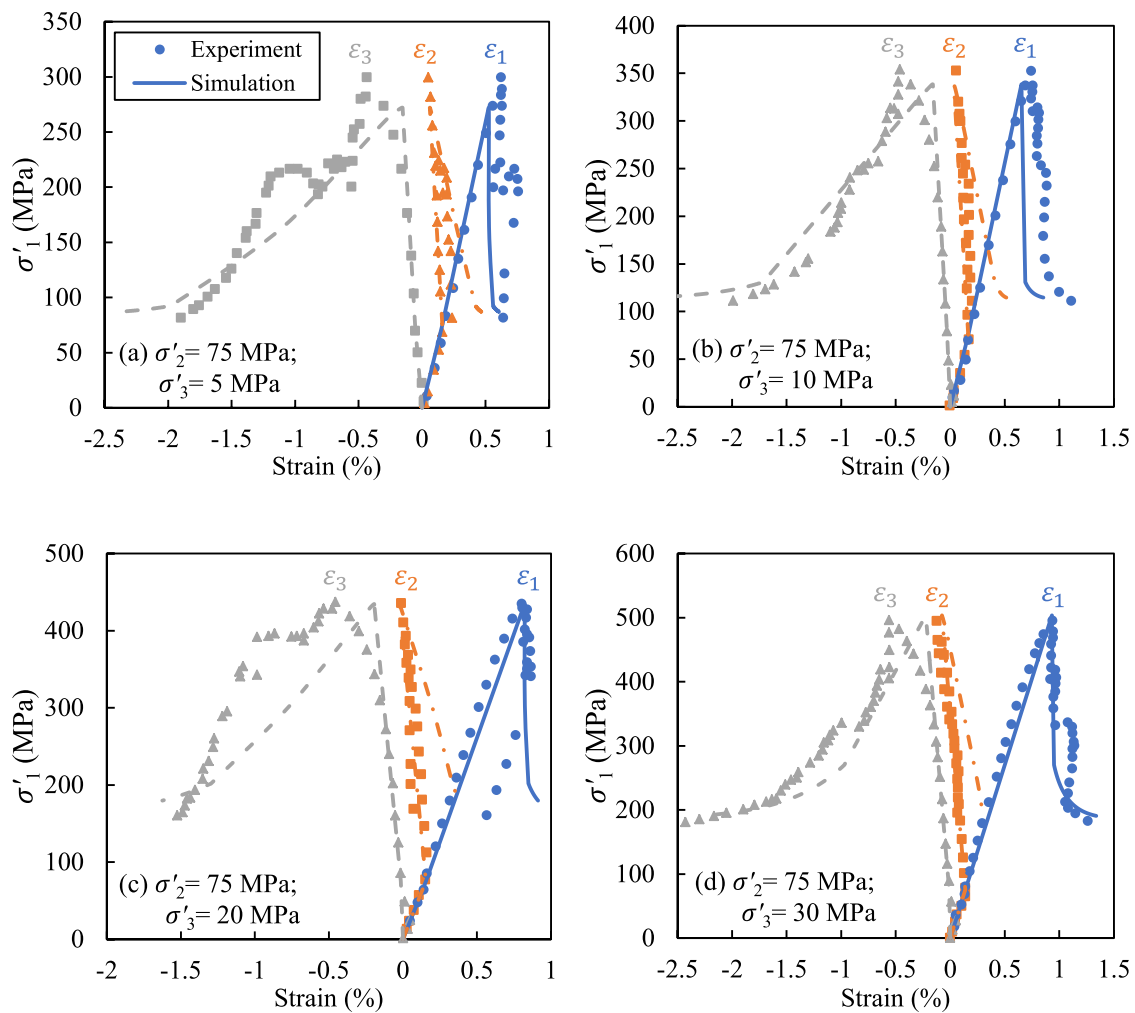 350
300
250
200
150
100
50
0
σ′1 (MPa)
Experiment
Simulation
ε3
ε2
ε1
(a) σ′2= 75 MPa;
σ′3= 5 MPa
-2.5 -2 -1.5 -1 -0.5 0 0.5 1
Strain (%)
400
350
300
250
200
150
100
50
0
σ′1 (MPa)
ε3
ε2
ε1
(b) σ′2= 75 MPa;
σ′3= 10 MPa
-2.5 -2 -1.5 -1 -0.5 0 0.5 1 1.5
Strain (%)
500
400
300
200
100
0
σ′1 (MPa)
ε3
ε2
ε1
(c) σ′2= 75 MPa;
σ′3= 20 MPa
-2 -1.5 -1 -0.5 0 0.5 1
Strain (%)
600
500
400
300
200
100
0
σ′1 (MPa)
ε3
ε2
ε1
(d) σ′2= 75 MPa;
σ′3= 30 MPa
-2.5 -2 -1.5 -1 -0.5 0 0.5 1 1.5
Strain (%)